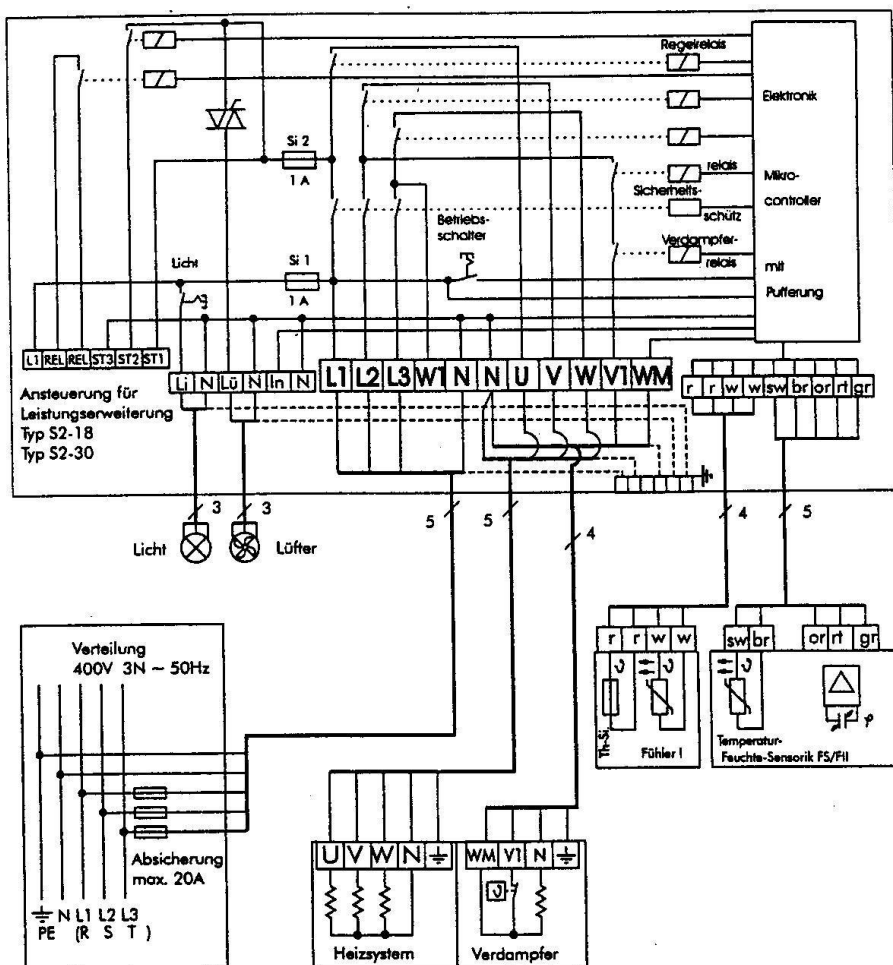 Regelrelais
Elektronik
Si 2
1 A
relais
Mikro-
Sicherheits-
controller
schütz
Betriebs-
schalter
Verdampfer-
relais
mit
Pufferung
Licht
Si 1
1 A
L1 REL REL ST3 ST2 ST1
Li N Lü N In N
L1 L2 L3 W1 N N U V W V1 WM
r r w w sw br or rt gr
Ansteuerung für
Leistungserweiterung
Typ S2-18
Typ S2-30
3 3 5 5 4 4 5
Licht
Lüfter
Verteilung
400V 3N ~ 50Hz
Absicherung
max. 20A
N L1 L2 L3
PE (R S T )
U V W N
Heizsystem
WM V1 N
ϑ
Verdampfer
r r w w
ϑ ϑ
Th-Si.
Fühler I
sw br or rt gr
ϑ
φ
Temperatur-
Feuchte-Sensorik FS/FII